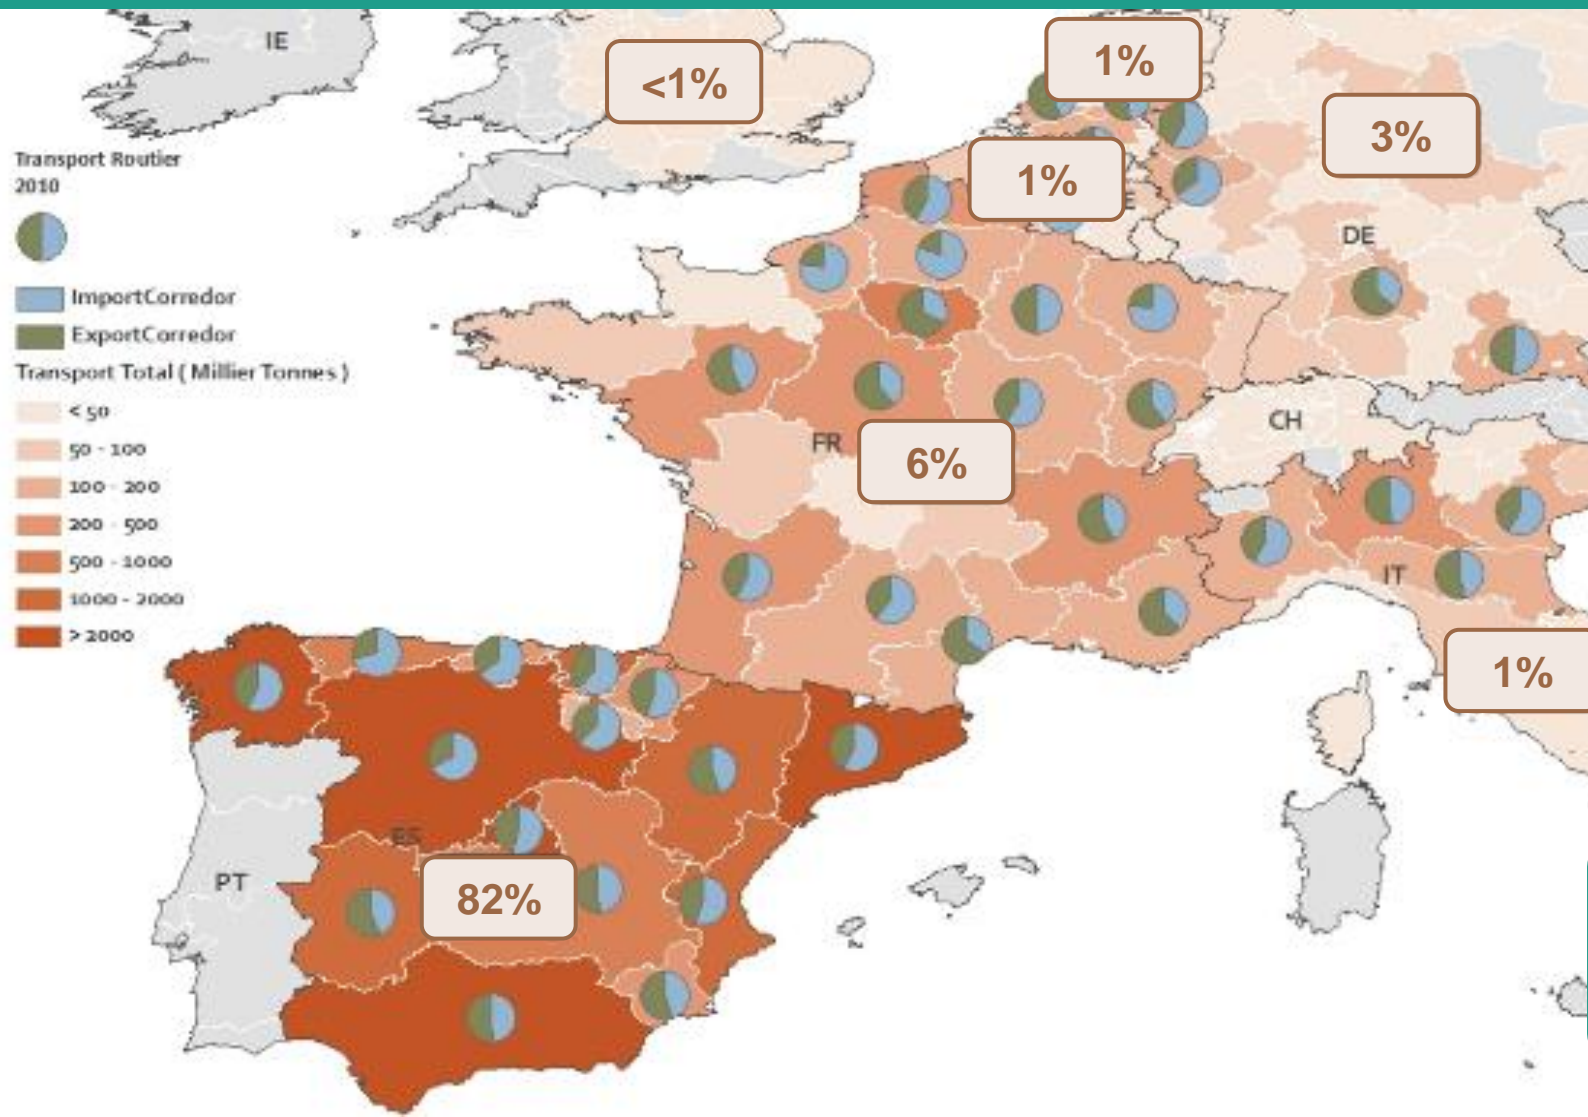 IE
<1%
1%
3%
Transport Routier
2010
1%
DE
ImportCorredor
ExportCorredor
Transport Total ( Millier Tonnes )
< 50
50 - 100
100 - 200
200 - 500
500 - 1000
1000 - 2000
> 2000
CH
FR
6%
IT
1%
ES
PT
82%